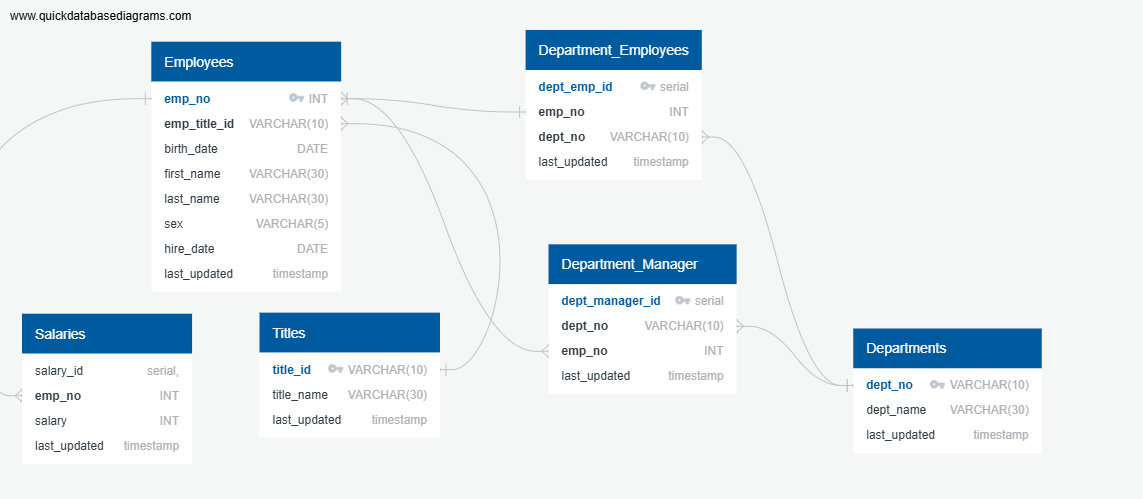 www.quickdatabasediagrams.com
Employees
emp_no INT
emp_title_id VARCHAR(10)
birth_date DATE
first_name VARCHAR(30)
last_name VARCHAR(30)
sex VARCHAR(5)
hire_date DATE
last_updated timestamp
Department_Employees
dept_emp_id serial
emp_no INT
dept_no VARCHAR(10)
last_updated timestamp
Department_Manager
dept_manager_id serial
dept_no VARCHAR(10)
emp_no INT
last_updated timestamp
Salaries
salary_id serial,
emp_no INT
salary INT
last_updated timestamp
Titles
title_id VARCHAR(10)
title_name VARCHAR(30)
last_updated timestamp
Departments
dept_no VARCHAR(10)
dept_name VARCHAR(30)
last_updated timestamp